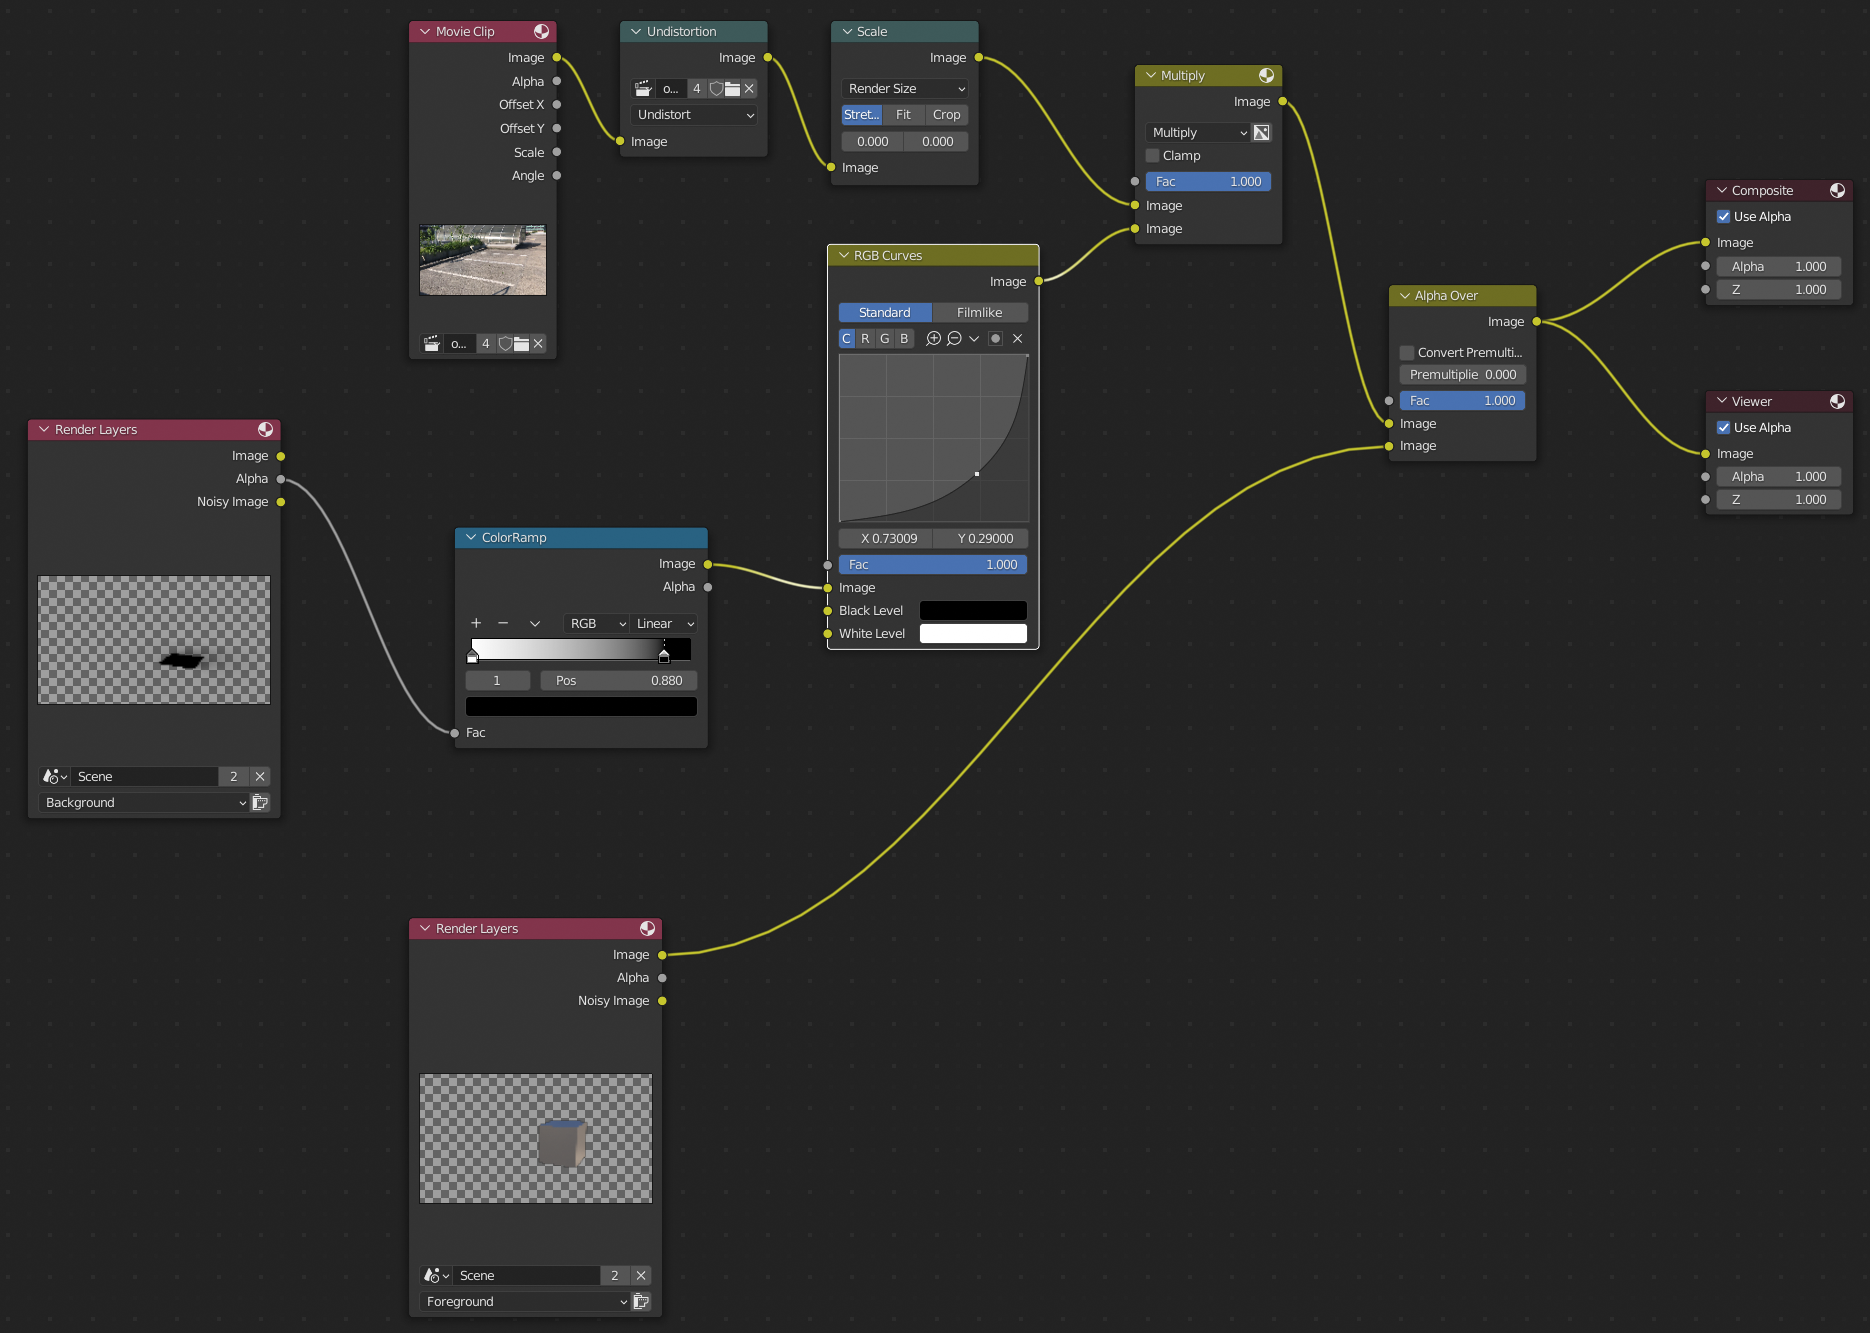 Movie Clip
Image
Alpha
Offset X
Offset Y
Scale
Angle
o... 4
Undistortion
Image
o... 4
Undistort
Image
Scale
Image
Render Size
Stret... Fit Crop
0.000 0.000
Image
Multiply
Image
Multiply
Clamp
Fac 1.000
Image
Image
Composite
Use Alpha
Image
Alpha 1.000
Z 1.000
RGB Curves
Image
Standard Filmlike
C R G B
X 0.73009 Y 0.29000
Fac 1.000
Image
Black Level
White Level
Alpha Over
Image
Convert Premulti...
Premultiplie 0.000
Fac 1.000
Image
Image
Viewer
Use Alpha
Image
Alpha 1.000
Z 1.000
Render Layers
Image
Alpha
Noisy Image
Scene 2
Background
ColorRamp
Image
Alpha
+ − RGB Linear
1 Pos 0.880
Fac
Render Layers
Image
Alpha
Noisy Image
Scene 2
Foreground